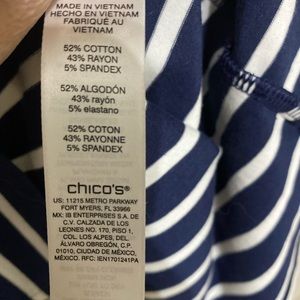 MADE IN VIETNAM
HECHO EN VIETNAM
FABRIQUÉ AU
VIETNAM
52% COTTON
43% RAYON
5% SPANDEX
52% ALGODÓN
43% rayón
5% elastano
52% COTON
43% RAYONNE
5% SPANDEX
chico's®
US: 11215 METRO PARKWAY
FORT MYERS, FL 33966
MX: IB ENTERPRISES S.A. DE
C.V. CALZADA DE LOS
LEONES NO. 170, PISO 1,
COL. LOS ALPES, DEL.
ÁLVARO OBREGÓN, C.P.
01010, CIUDAD DE MÉXICO,
MÉXICO. RFC: IEN1701241PA